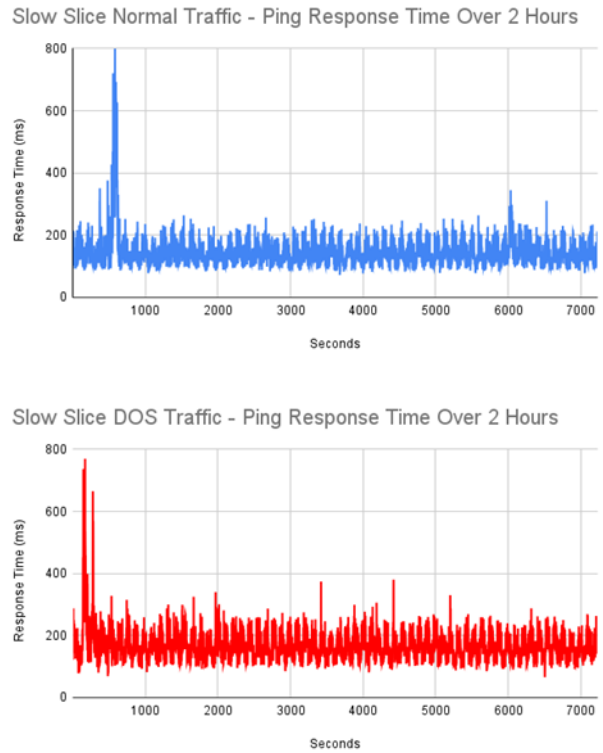 Slow Slice Normal Traffic - Ping Response Time Over 2 Hours
800
600
400
200
0
Response Time (ms)
1000 2000 3000 4000 5000 6000 7000
Seconds
Slow Slice DOS Traffic - Ping Response Time Over 2 Hours
800
600
400
200
0
Response Time (ms)
1000 2000 3000 4000 5000 6000 7000
Seconds